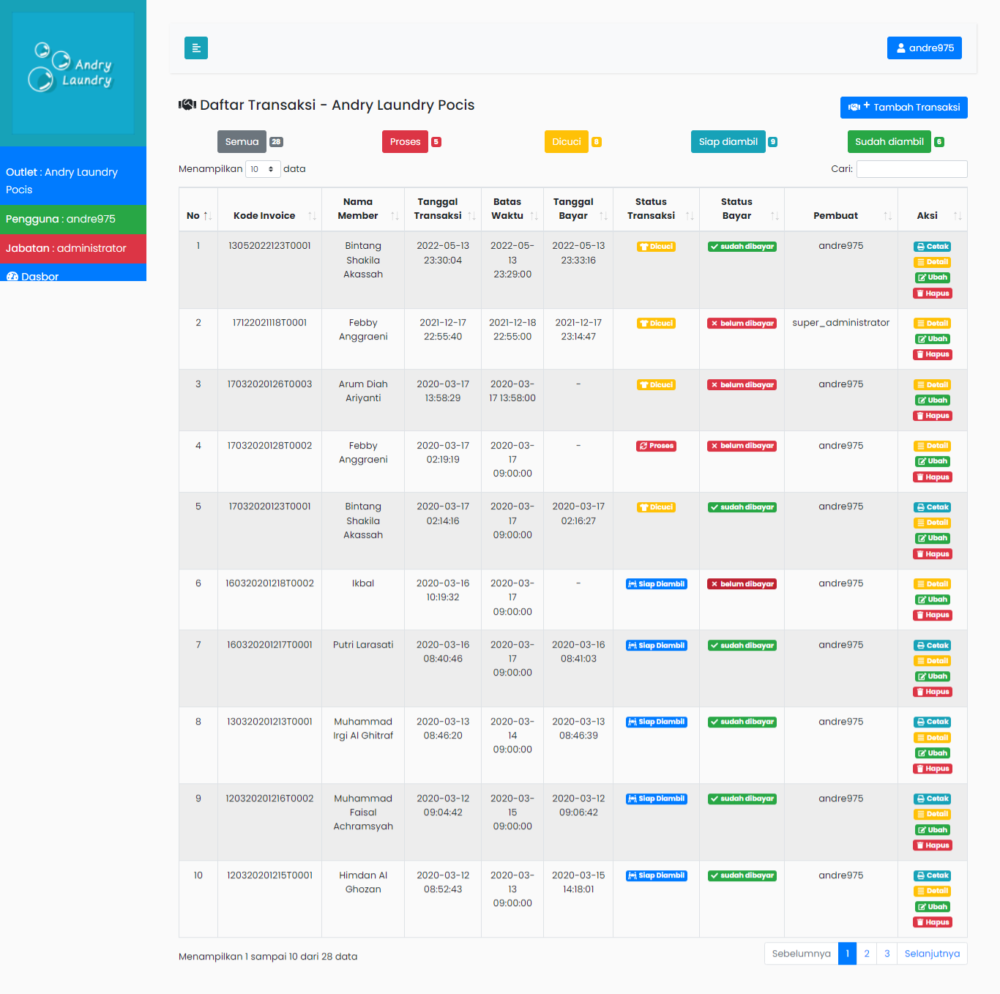 Andry
Laundry
andre975
Outlet : Andry Laundry
Pocis
Pengguna : andre975
Jabatan : administrator
Dasbor
Daftar Transaksi - Andry Laundry Pocis
+ Tambah Transaksi
Semua 28 Proses 5 Dicuci 8 Siap diambil 9 Sudah diambil 6
Menampilkan 10 data Cari:
No Kode Invoice Nama Member Tanggal Transaksi Batas Waktu Tanggal Bayar Status Transaksi Status Bayar Pembuat Aksi
1 13052022123T0001 Bintang Shakila Akassah 2022-05-13 23:30:04 2022-05-13 23:29:00 2022-05-13 23:33:16 Dicuci sudah dibayar andre975 Cetak Detail Ubah Hapus
2 17122021118T0001 Febby Anggraeni 2021-12-17 22:55:40 2021-12-18 22:55:00 2021-12-17 23:14:47 Dicuci belum dibayar super_administrator Detail Ubah Hapus
3 17032020126T0003 Arum Diah Ariyanti 2020-03-17 13:58:29 2020-03-17 13:58:00 - Dicuci belum dibayar andre975 Detail Ubah Hapus
4 17032020128T0002 Febby Anggraeni 2020-03-17 02:19:19 2020-03-17 09:00:00 - Proses belum dibayar andre975 Detail Ubah Hapus
5 17032020123T0001 Bintang Shakila Akassah 2020-03-17 02:14:16 2020-03-17 09:00:00 2020-03-17 02:16:27 Dicuci sudah dibayar andre975 Cetak Detail Ubah Hapus
6 160320201218T0002 Ikbal 2020-03-16 10:19:32 2020-03-17 09:00:00 - Siap Diambil belum dibayar andre975 Detail Ubah Hapus
7 160320201217T0001 Putri Larasati 2020-03-16 08:40:46 2020-03-17 09:00:00 2020-03-16 08:41:03 Siap Diambil sudah dibayar andre975 Cetak Detail Ubah Hapus
8 130320201213T0001 Muhammad Irgi Al Ghitraf 2020-03-13 08:46:20 2020-03-14 09:00:00 2020-03-13 08:46:39 Siap Diambil sudah dibayar andre975 Cetak Detail Ubah Hapus
9 120320201216T0002 Muhammad Faisal Achramsyah 2020-03-12 09:04:42 2020-03-15 09:00:00 2020-03-12 09:06:42 Siap Diambil sudah dibayar andre975 Cetak Detail Ubah Hapus
10 120320201215T0001 Himdan Al Ghozan 2020-03-12 08:52:43 2020-03-13 09:00:00 2020-03-15 14:18:01 Siap Diambil sudah dibayar andre975 Cetak Detail Ubah Hapus
Menampilkan 1 sampai 10 dari 28 data
Sebelumnya 1 2 3 Selanjutnya